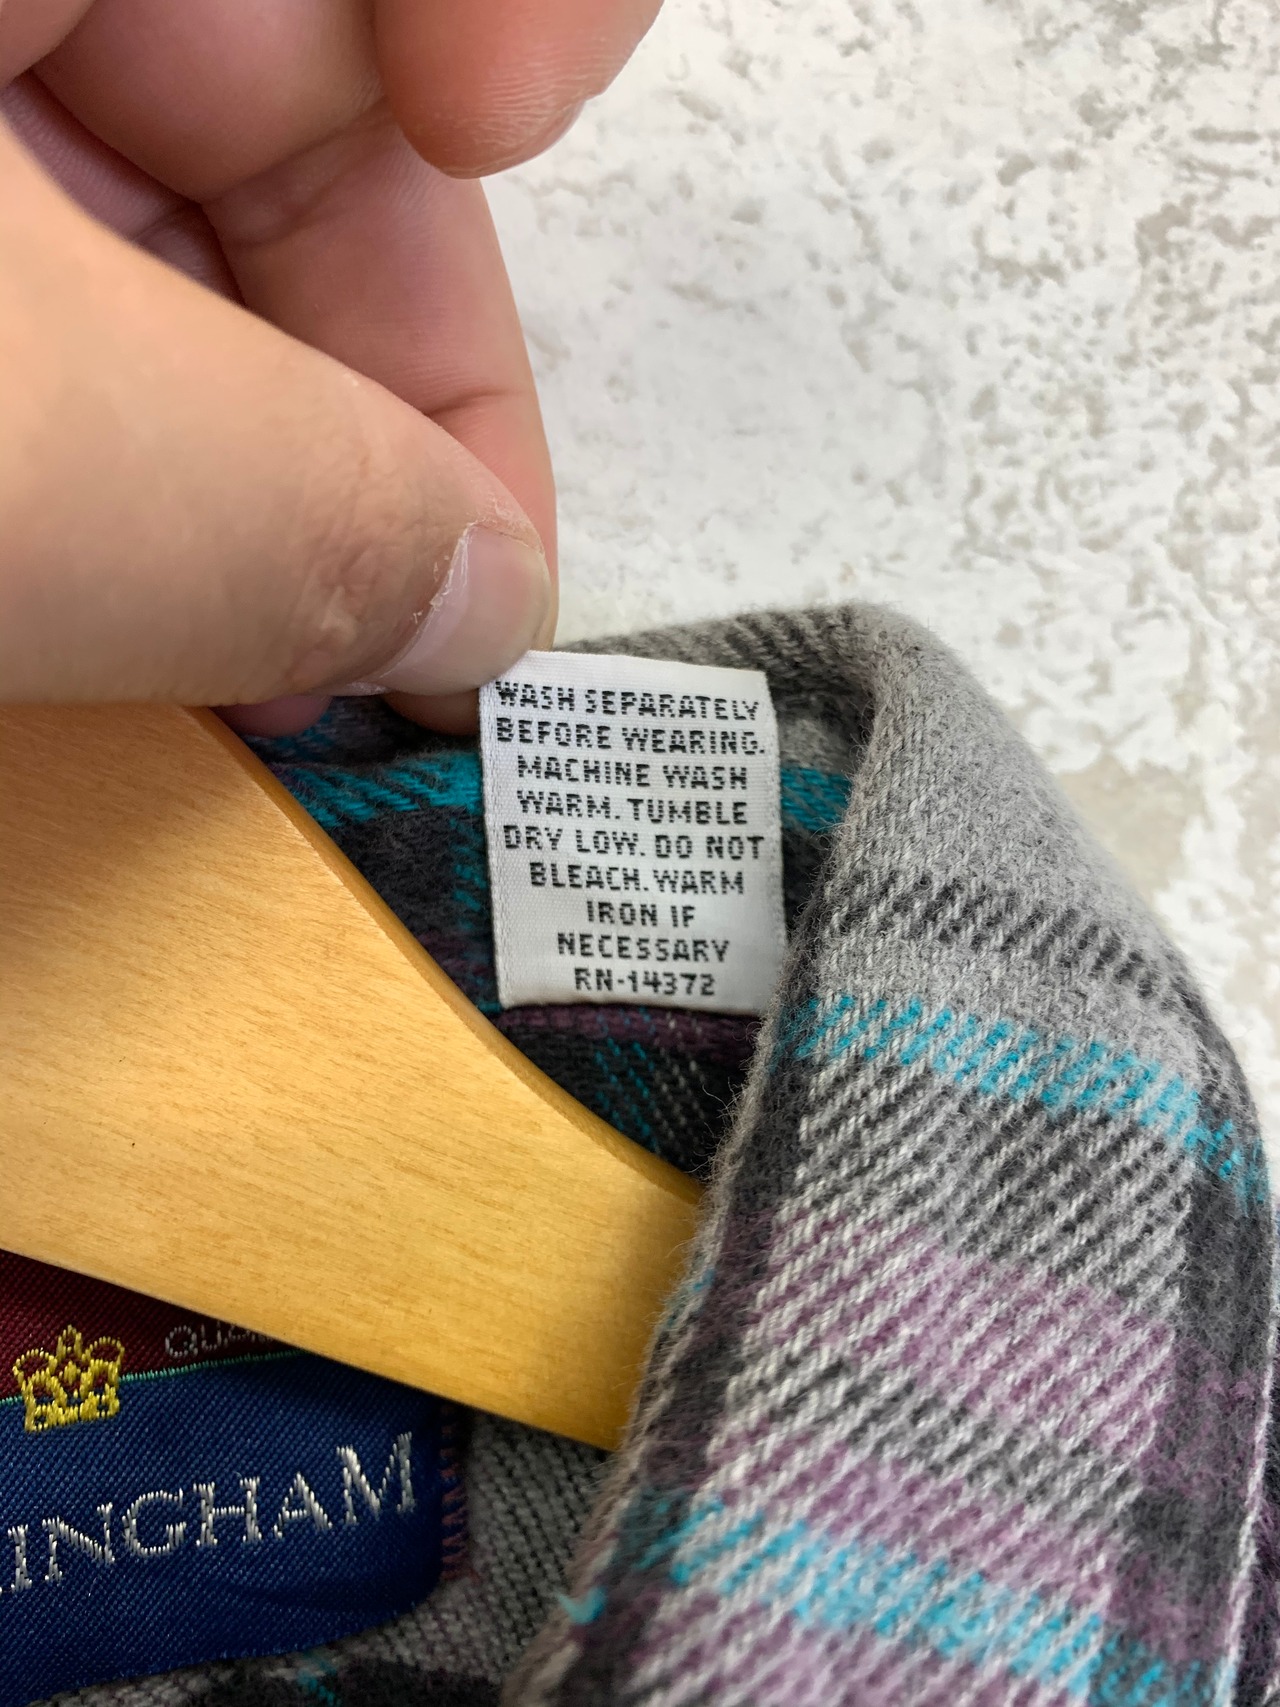 WASH SEPARATELY
BEFORE WEARING.
MACHINE WASH
WARM. TUMBLE
DRY LOW. DO NOT
BLEACH. WARM
IRON IF
NECESSARY
RN-14372
INGHAM